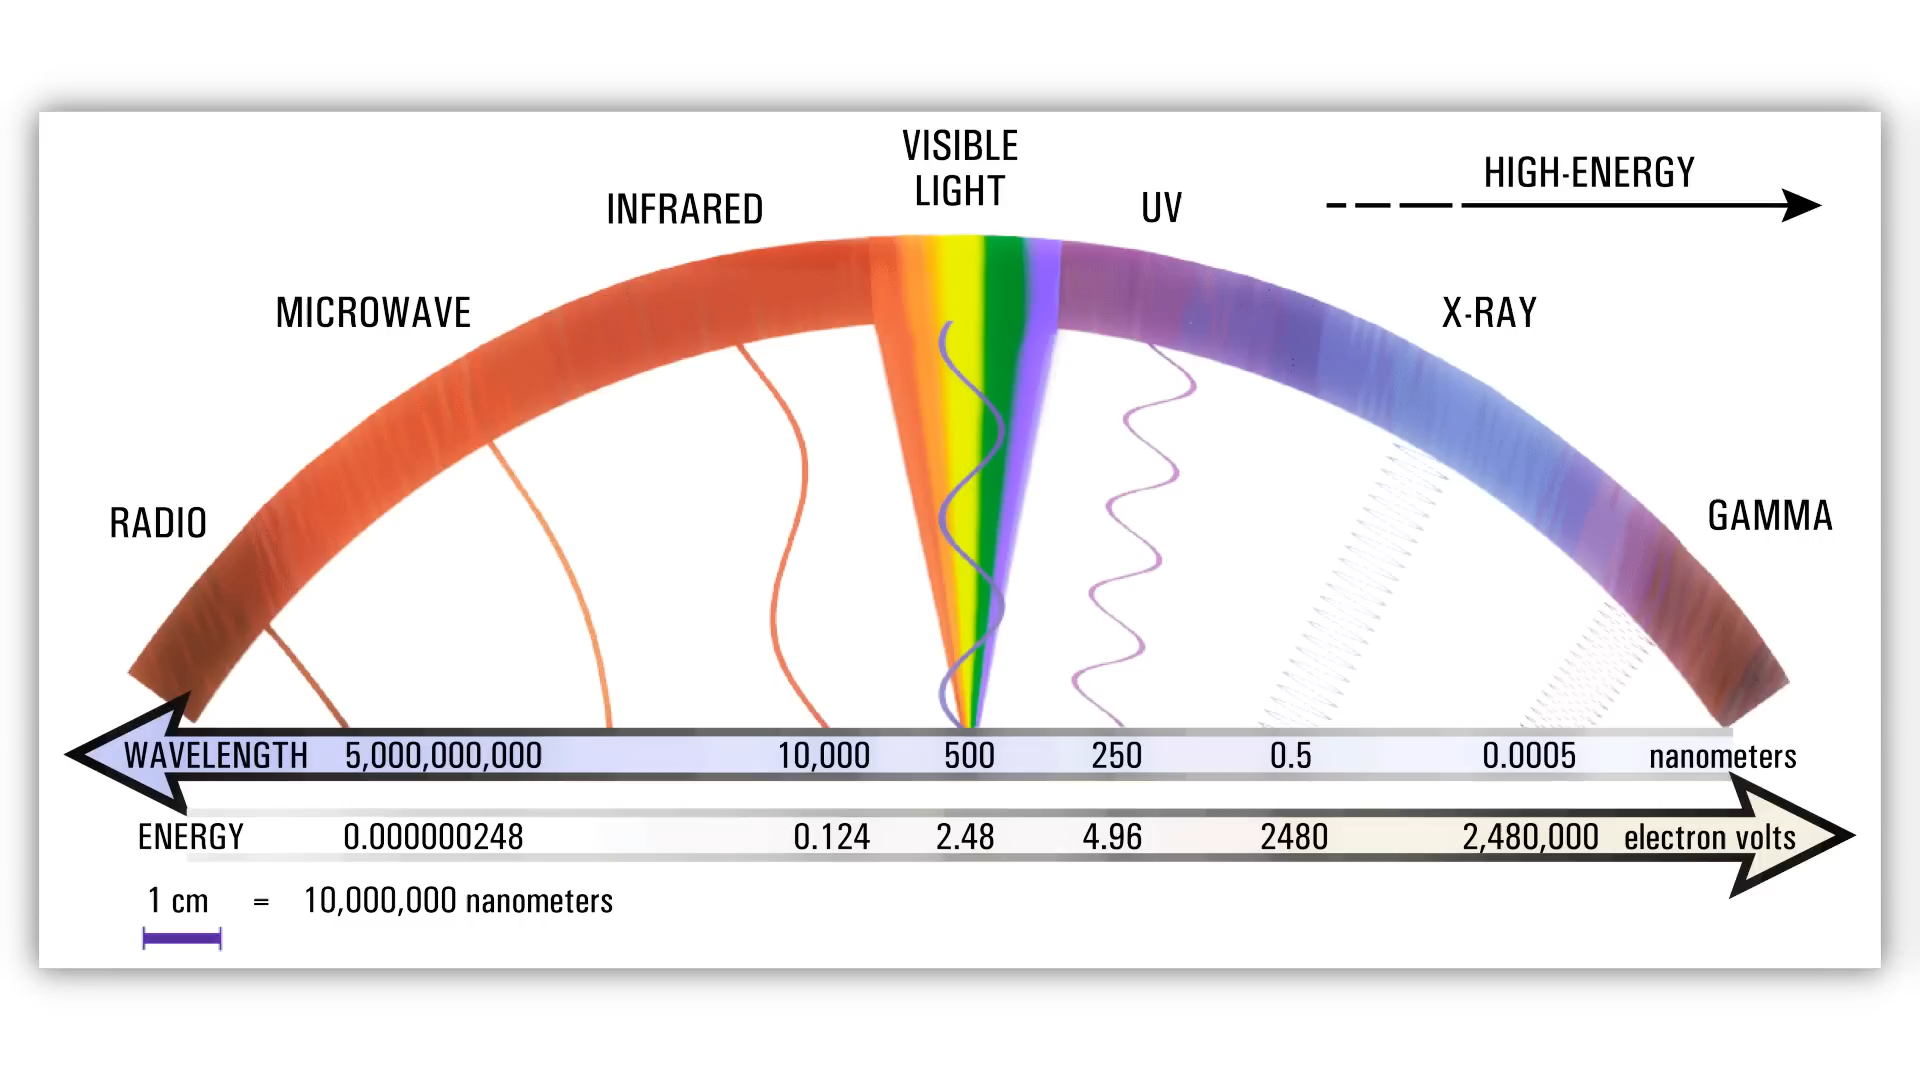 VISIBLE
LIGHT
HIGH-ENERGY
INFRARED
UV
MICROWAVE
X-RAY
RADIO
GAMMA
WAVELENGTH 5,000,000,000 10,000 500 250 0.5 0.0005 nanometers
ENERGY 0.000000248 0.124 2.48 4.96 2480 2,480,000 electron volts
1 cm = 10,000,000 nanometers